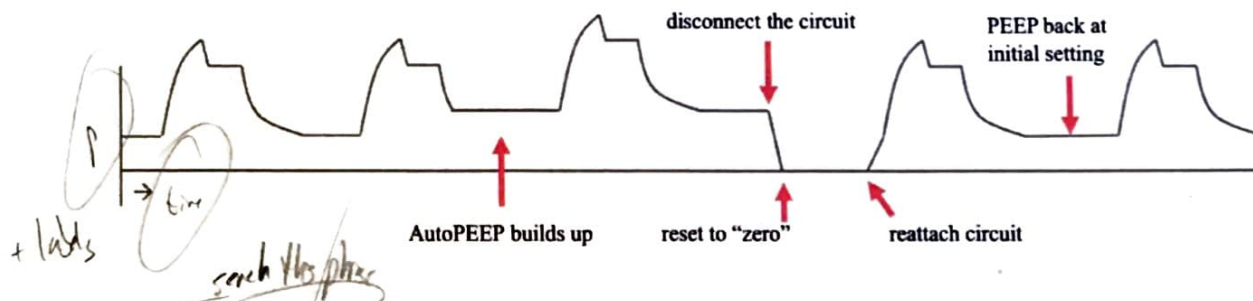 disconnect the circuit
PEEP back at
initial setting
P
→ time
+ labels
AutoPEEP builds up
reset to “zero”
reattach circuit